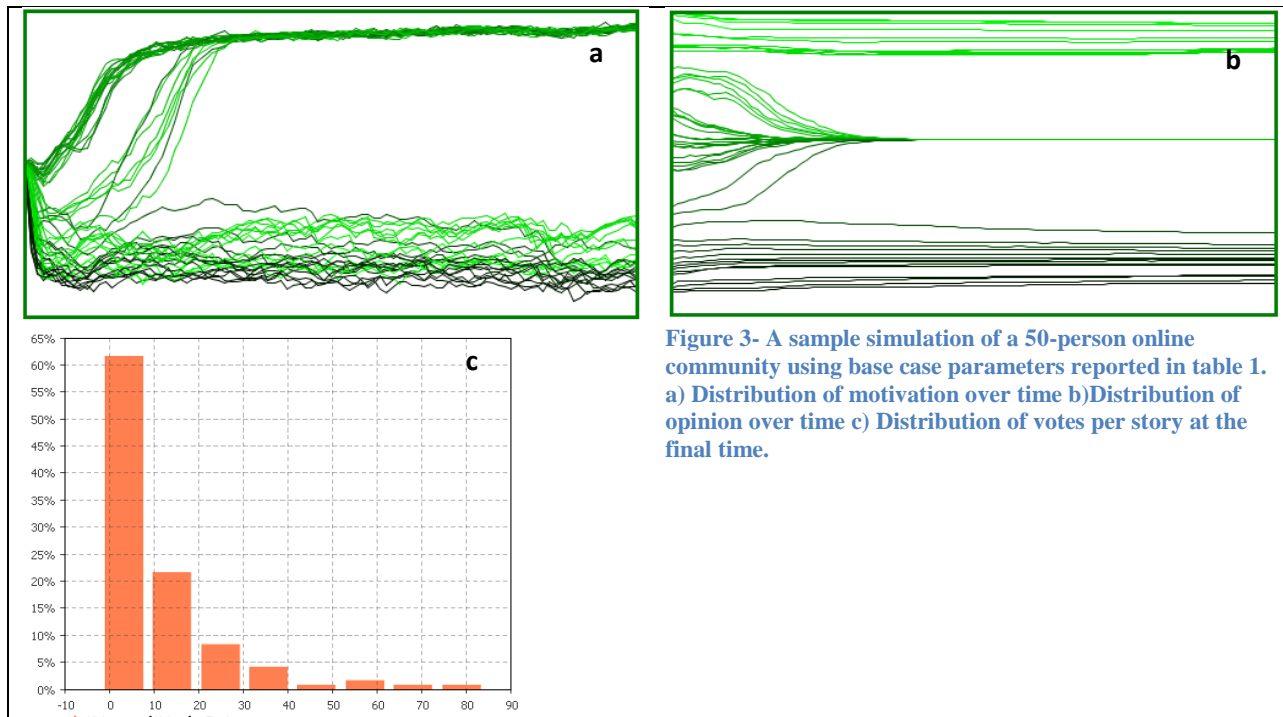 a
b
Figure 3- A sample simulation of a 50-person online
community using base case parameters reported in table 1.
a) Distribution of motivation over time b)Distribution of
opinion over time c) Distribution of votes per story at the
final time.
c
65%
60%
55%
50%
45%
40%
35%
30%
25%
20%
15%
10%
5%
0%
-10 0 10 20 30 40 50 60 70 80 90